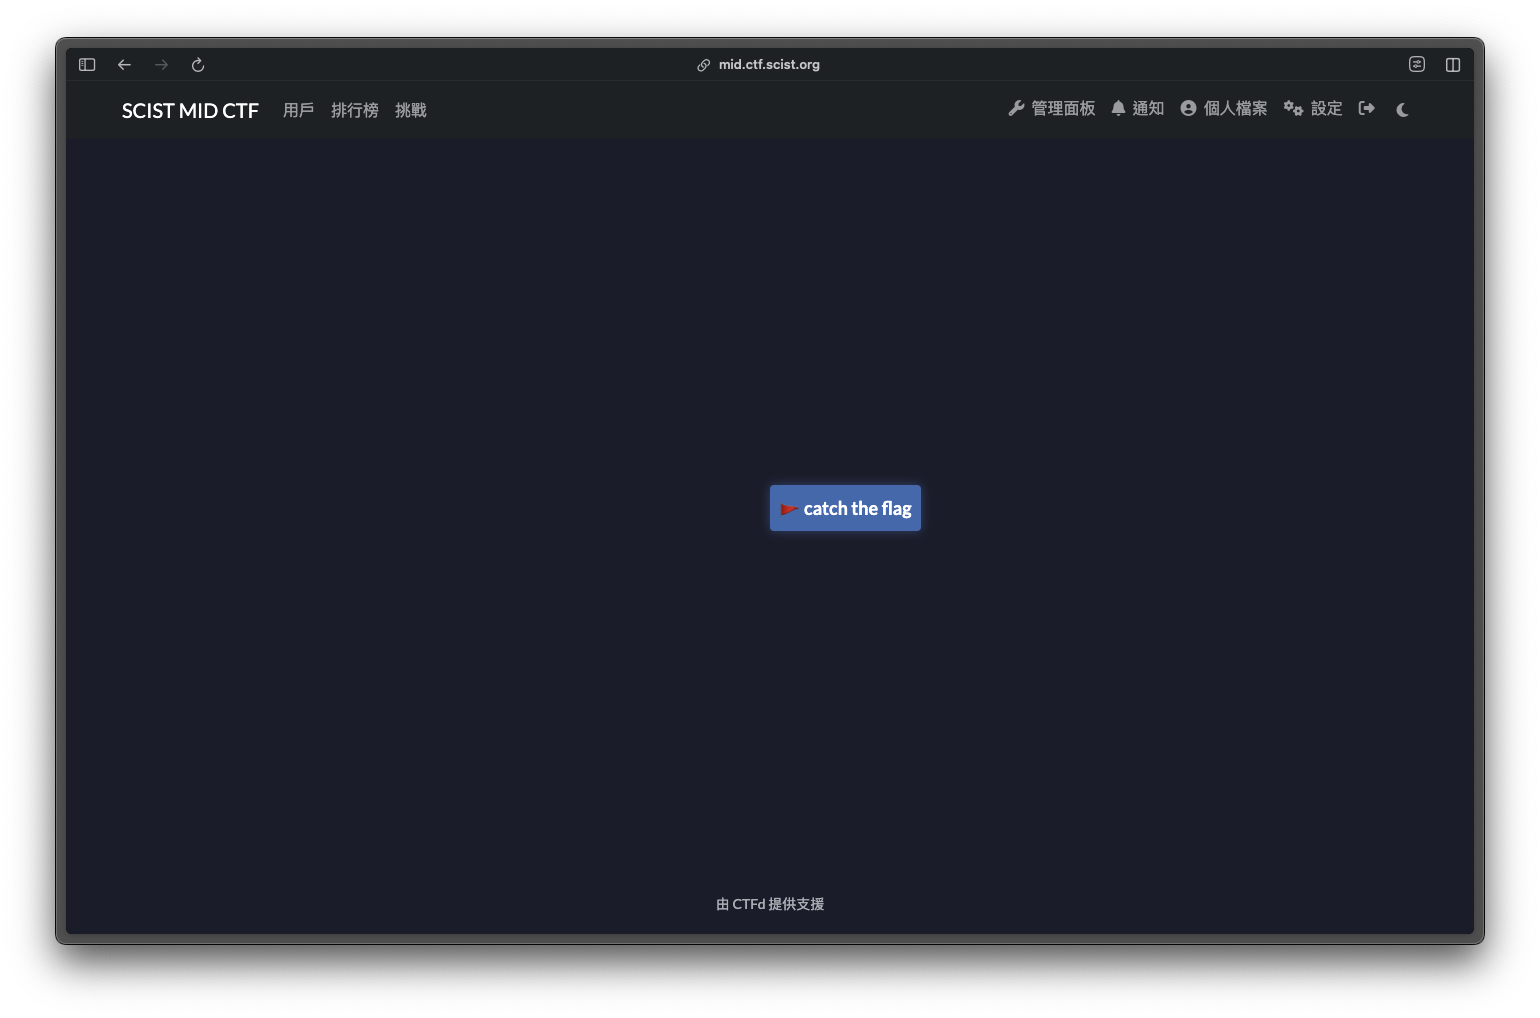 mid.ctf.scist.org
SCIST MID CTF 用戶 排行榜 挑戰 管理面板 通知 個人檔案 設定
catch the flag
由 CTFd 提供支援